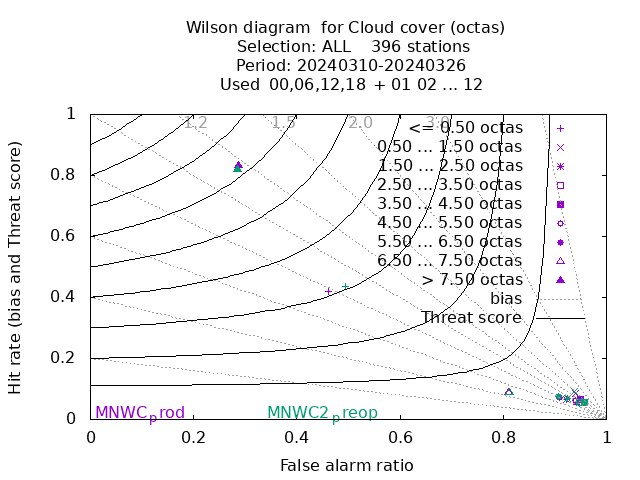 Wilson diagram  for Cloud cover (octas)
Selection: ALL    396 stations
Period: 20240310-20240326
Used  00,06,12,18 + 01 02 ... 12
Hit rate (bias and Threat score)
1
0.8
0.6
0.4
0.2
0
1.2
1.5
2.0
3.0
<= 0.50 octas
0.50 ... 1.50 octas
1.50 ... 2.50 octas
2.50 ... 3.50 octas
3.50 ... 4.50 octas
4.50 ... 5.50 octas
5.50 ... 6.50 octas
6.50 ... 7.50 octas
> 7.50 octas
bias
Threat score
MNWCprod
MNWC2preop
0
0.2
0.4
0.6
0.8
1
False alarm ratio